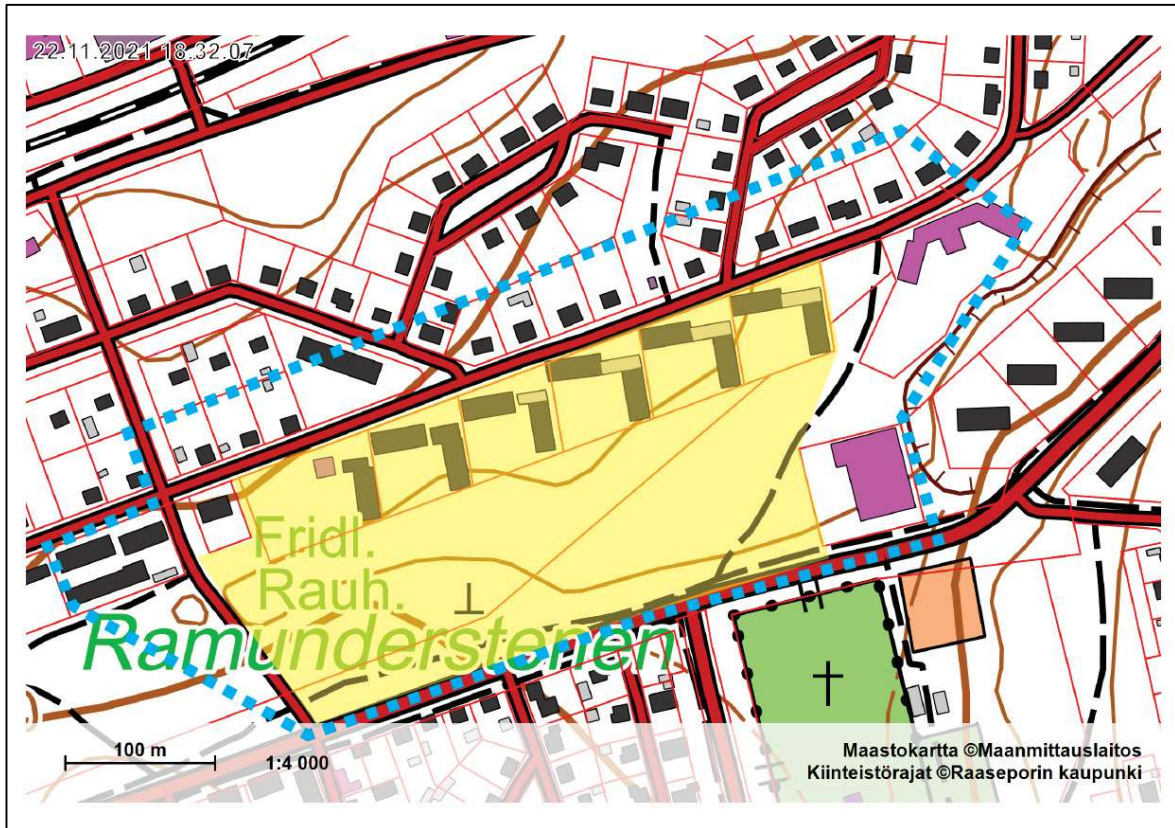 22.11.2021 18.32.07
Fridl.
Rauh.
Ramunderstenen
100 m
1:4 000
Maastokartta ©Maanmittauslaitos
Kiinteistörajat ©Raaseporin kaupunki